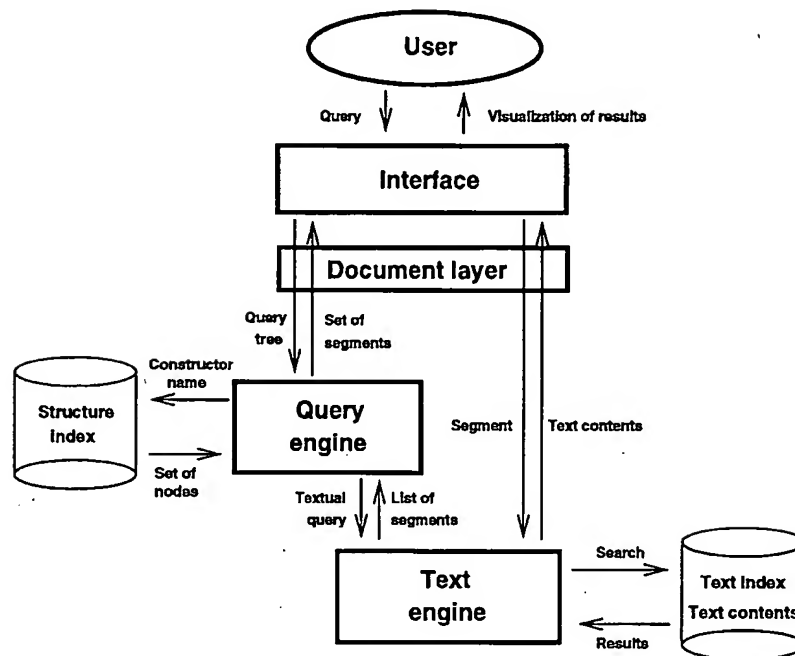 User
Query
Visualization of results
Interface
Document layer
Query
tree
Set of
segments
Constructor
name
Structure
Index
Query
engine
Segment
Text contents
Set of
nodes
Textual
query
List of
segments
Text
engine
Search
Text Index
Text contents
Results